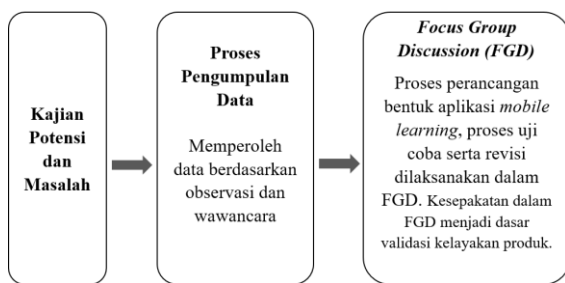 Kajian
Potensi
dan
Masalah
Proses
Pengumpulan
Data
Memperoleh
data berdasarkan
observasi dan
wawancara
Focus Group
Discussion (FGD)
Proses perancangan
bentuk aplikasi mobile
learning, proses uji
coba serta revisi
dilaksanakan dalam
FGD. Kesepakatan dalam
FGD menjadi dasar
validasi kelayakan produk.